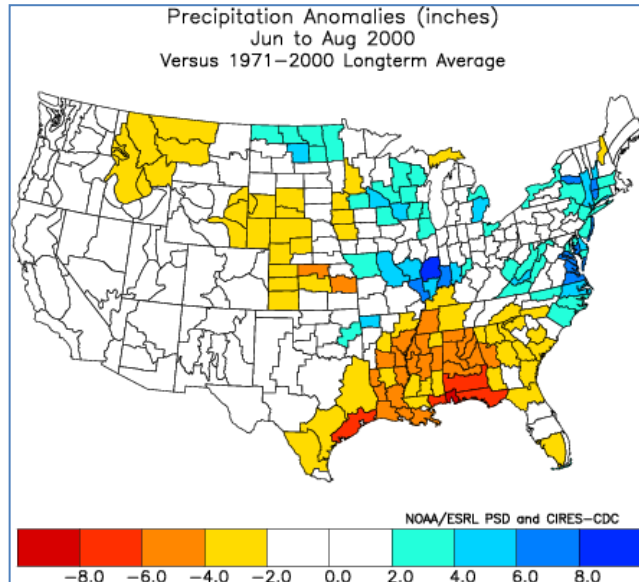 Precipitation Anomalies (inches)
Jun to Aug 2000
Versus 1971-2000 Longterm Average
NOAA/ESRL PSD and CIRES-CDC
-8.0 -6.0 -4.0 -2.0 0 2.0 4.0 6.0 8.0